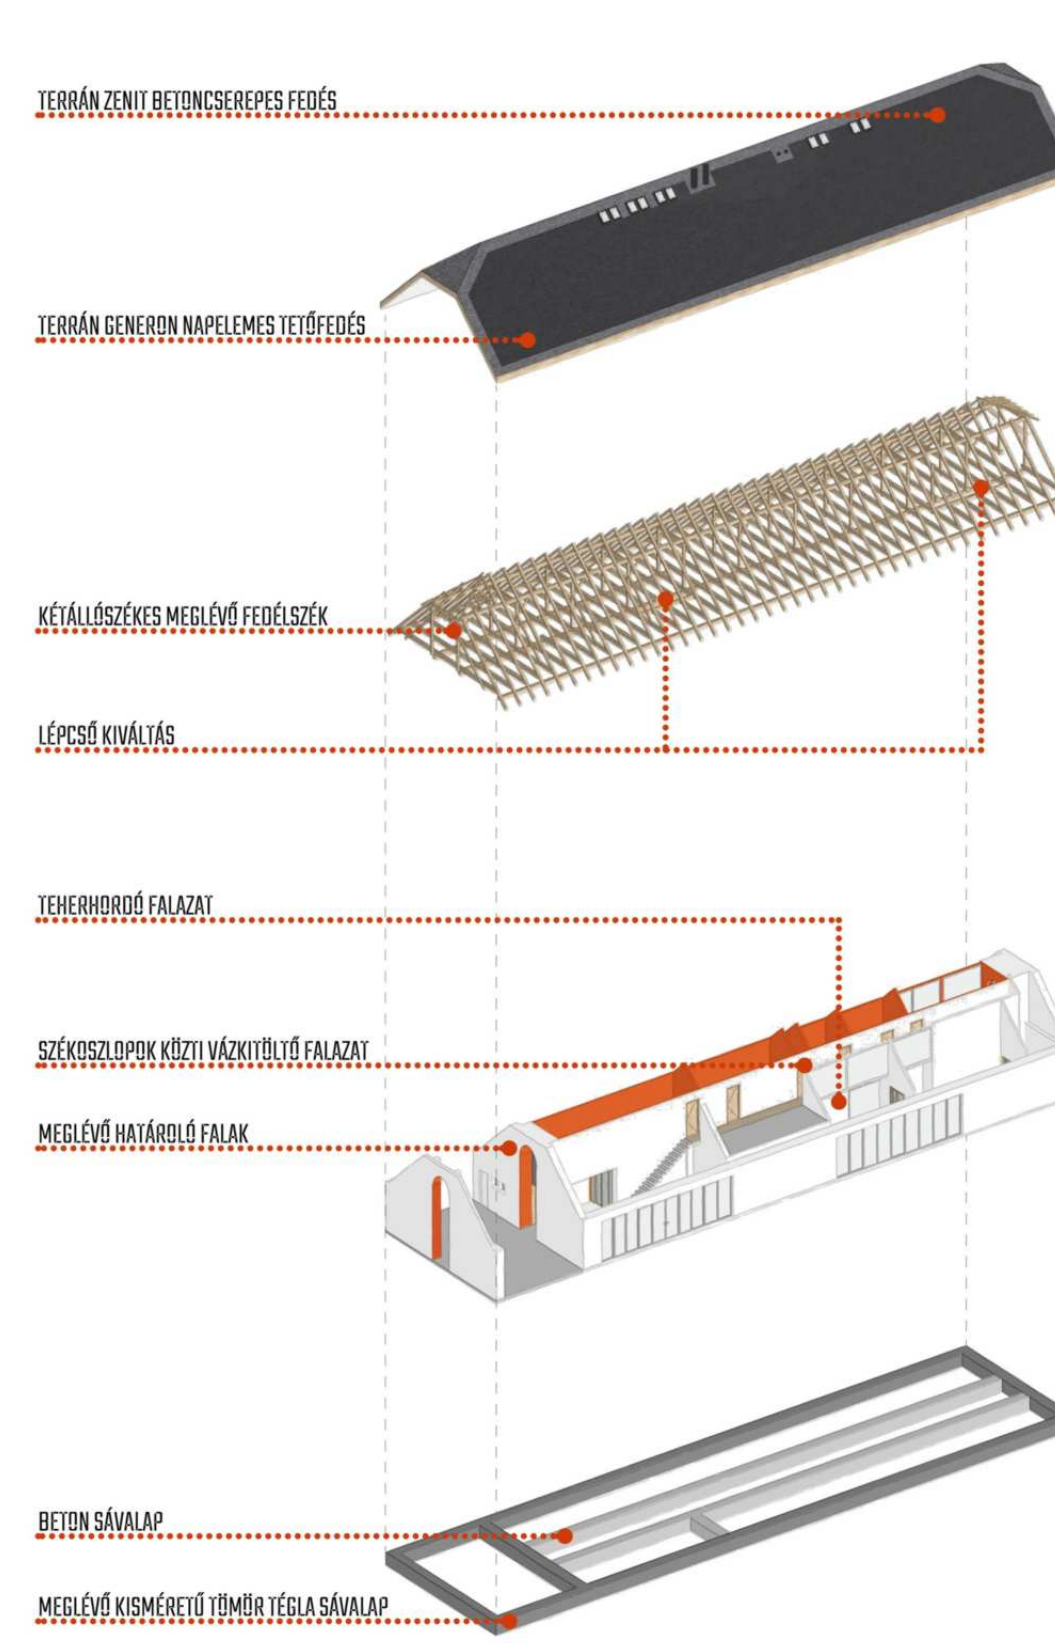 TERRÁN ZENIT BETONCSEREPES FEDÉS
TERRÁN GENERON NAPELEMES TETŐFEDÉS
KÉTÁLLÓSZÉKES MEGLÉVŐ FEDÉLSZÉK
LÉPCSŐ KIVÁLTÁS
TEHERHORDÓ FALAZAT
SZÉKOSZLOPOK KÖZTI VÁZKITÖLTŐ FALAZAT
MEGLÉVŐ HATÁROLÓ FALAK
BETON SÁVALAP
MEGLÉVŐ KISMÉRETŰ TÖMÖR TÉGLA SÁVALAP